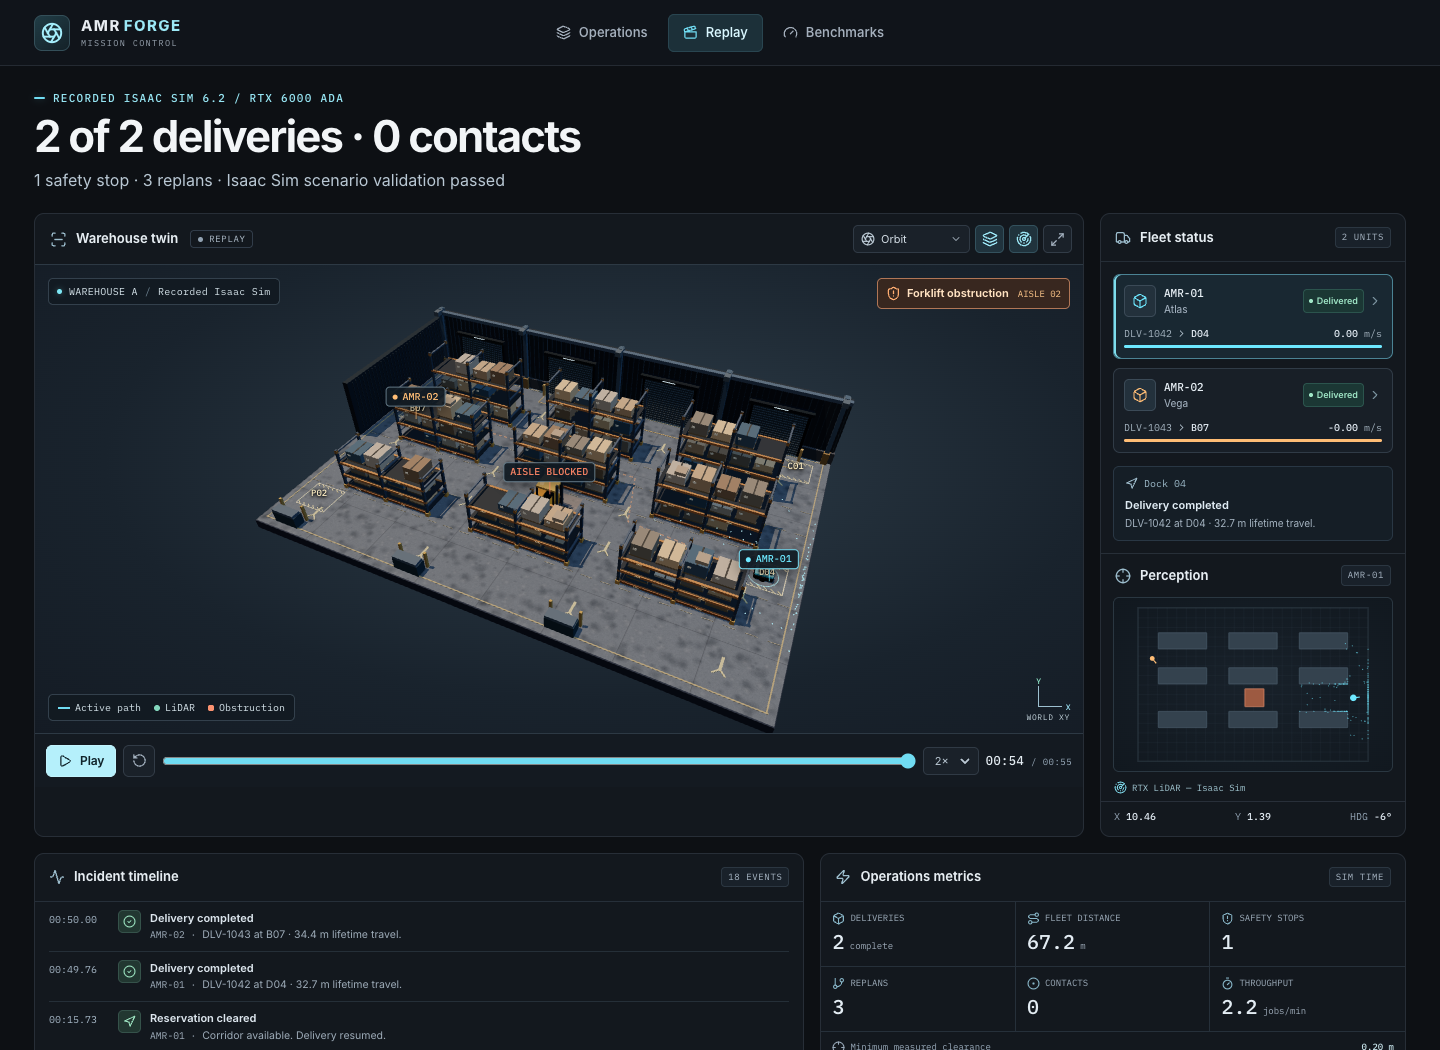 AMR FORGE
MISSION CONTROL
Operations
Replay
Benchmarks
RECORDED ISAAC SIM 6.2 / RTX 6000 ADA
2 of 2 deliveries · 0 contacts
1 safety stop · 3 replans · Isaac Sim scenario validation passed
Warehouse twin
REPLAY
Orbit
WAREHOUSE A / Recorded Isaac Sim
Forklift obstruction AISLE 02
AMR-02
B07
AISLE BLOCKED
C01
P02
AMR-01
D04
Y
X
WORLD XY
Active path
LiDAR
Obstruction
Play
2×
00:54 / 00:55
Fleet status
2 UNITS
AMR-01
Atlas
Delivered
DLV-1042 > D04
0.00 m/s
AMR-02
Vega
Delivered
DLV-1043 > B07
-0.00 m/s
Dock 04
Delivery completed
DLV-1042 at D04 · 32.7 m lifetime travel.
Perception
AMR-01
RTX LiDAR — Isaac Sim
X 10.46
Y 1.39
HDG -6°
Incident timeline
18 EVENTS
00:50.00
Delivery completed
AMR-02 · DLV-1043 at B07 · 34.4 m lifetime travel.
00:49.76
Delivery completed
AMR-01 · DLV-1042 at D04 · 32.7 m lifetime travel.
00:15.73
Reservation cleared
AMR-01 · Corridor available. Delivery resumed.
Operations metrics
SIM TIME
DELIVERIES
2 complete
FLEET DISTANCE
67.2 m
SAFETY STOPS
1
REPLANS
3
CONTACTS
0
THROUGHPUT
2.2 jobs/min
Minimum measured clearance
0.20 m